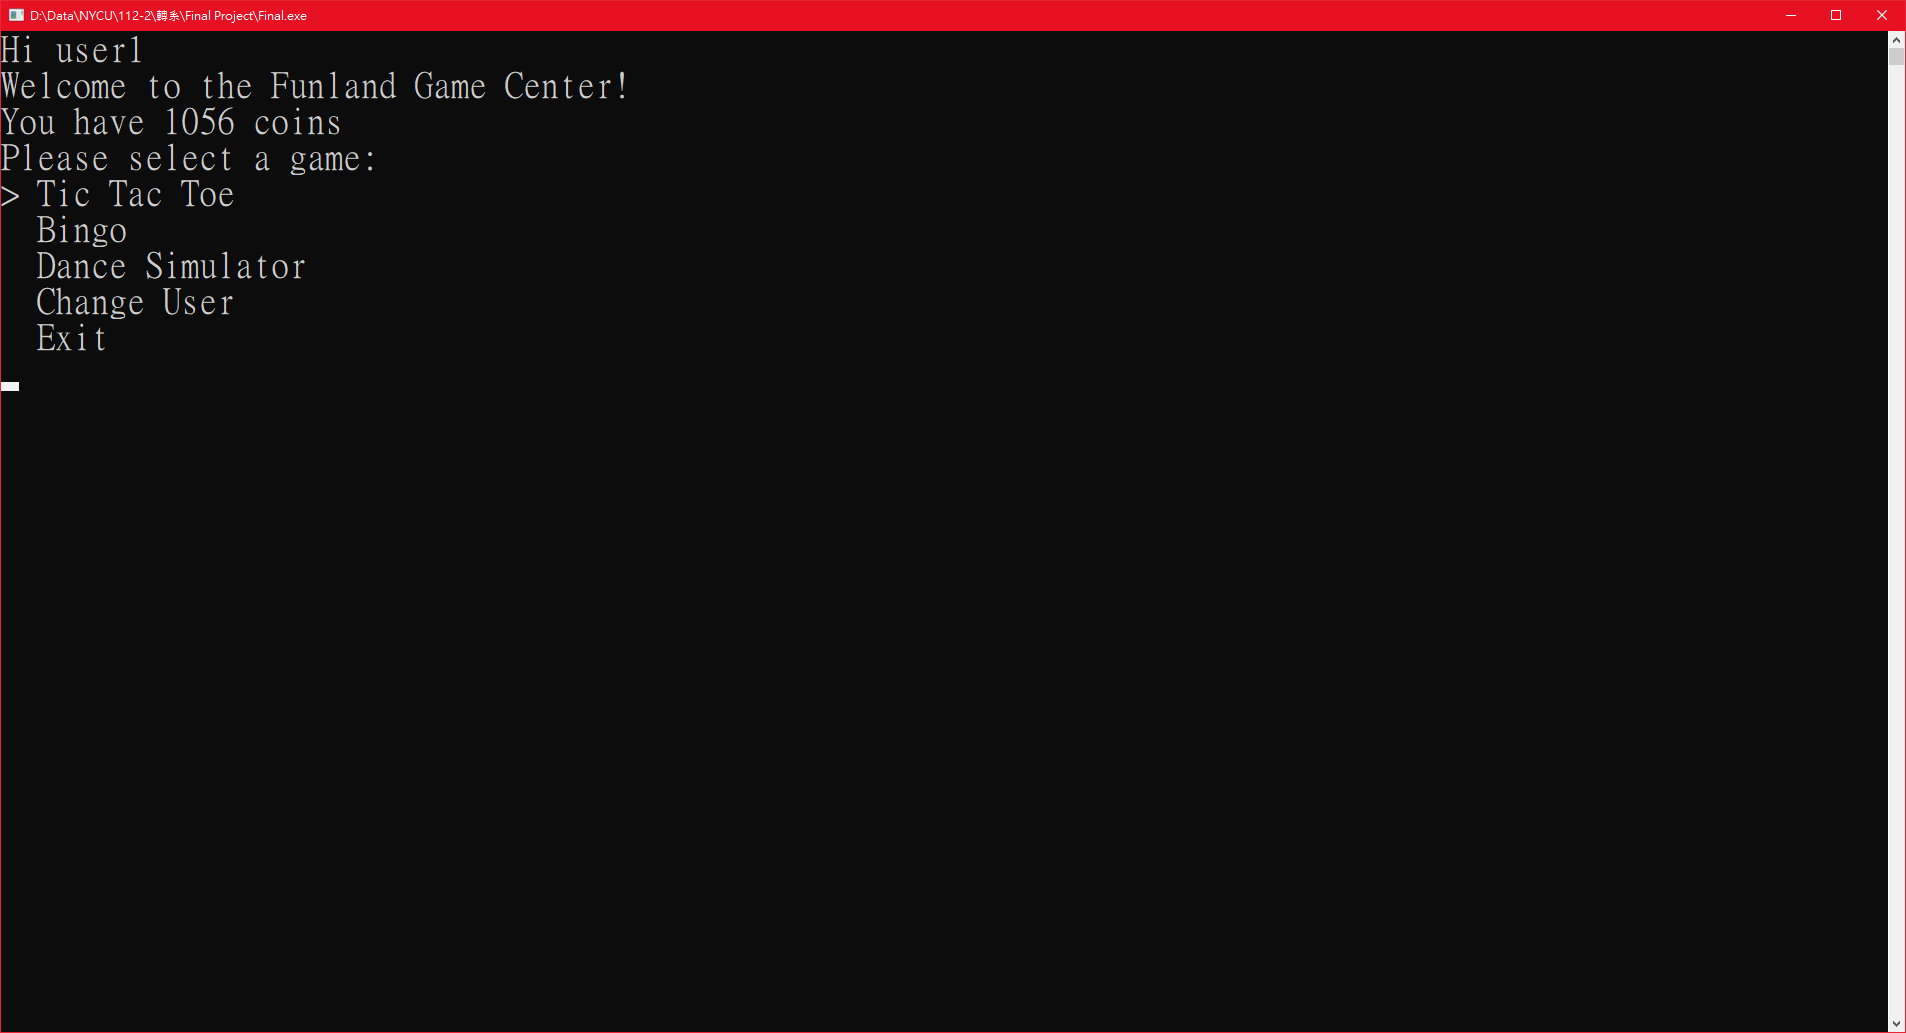 D:\Data\NYCU\112-2\轉系\Final Project\Final.exe
Hi user1
Welcome to the Funland Game Center!
You have 1056 coins
Please select a game:
> Tic Tac Toe
Bingo
Dance Simulator
Change User
Exit